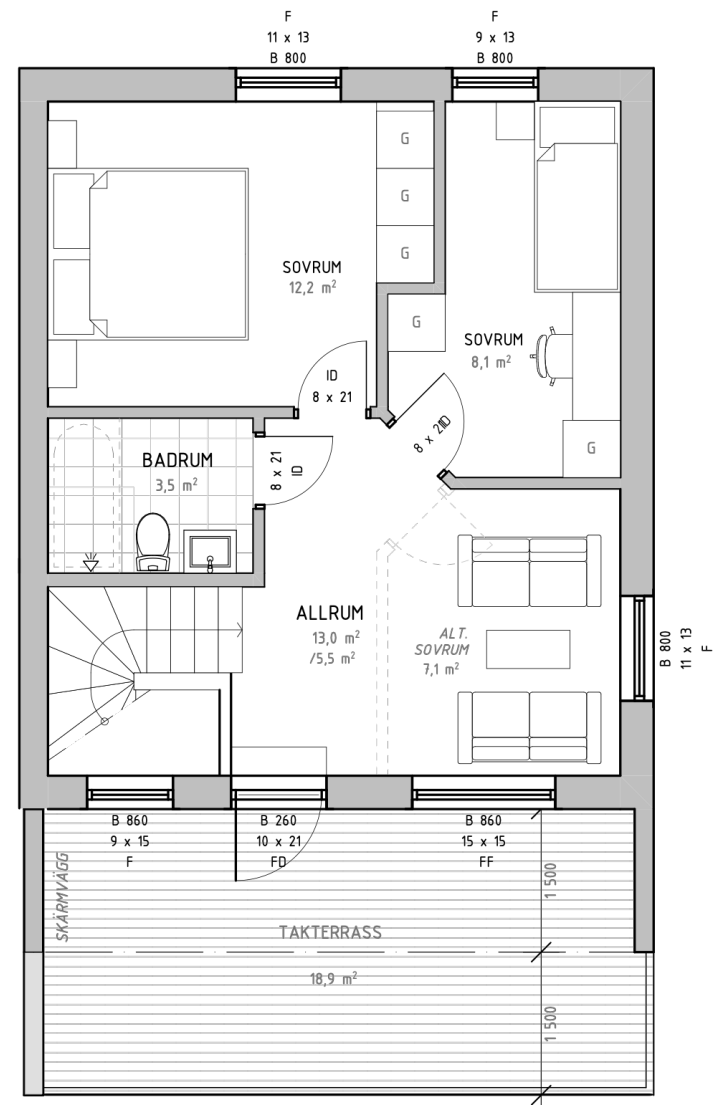 F
11 x 13
B 800
F
9 x 13
B 800
G
G
G
SOVRUM
12,2 m²
G
SOVRUM
8,1 m²
ID
8 x 21
8 x 21
ID
G
BADRUM
3,5 m²
8 x 21
ID
ALLRUM
13,0 m²
/5,5 m²
ALT.
SOVRUM
7,1 m²
B 800
11 x 13
F
B 860
9 x 15
F
B 260
10 x 21
FD
B 860
15 x 15
FF
SKÄRMVÄGG
1 500
TAKTERRASS
18,9 m²
1 500